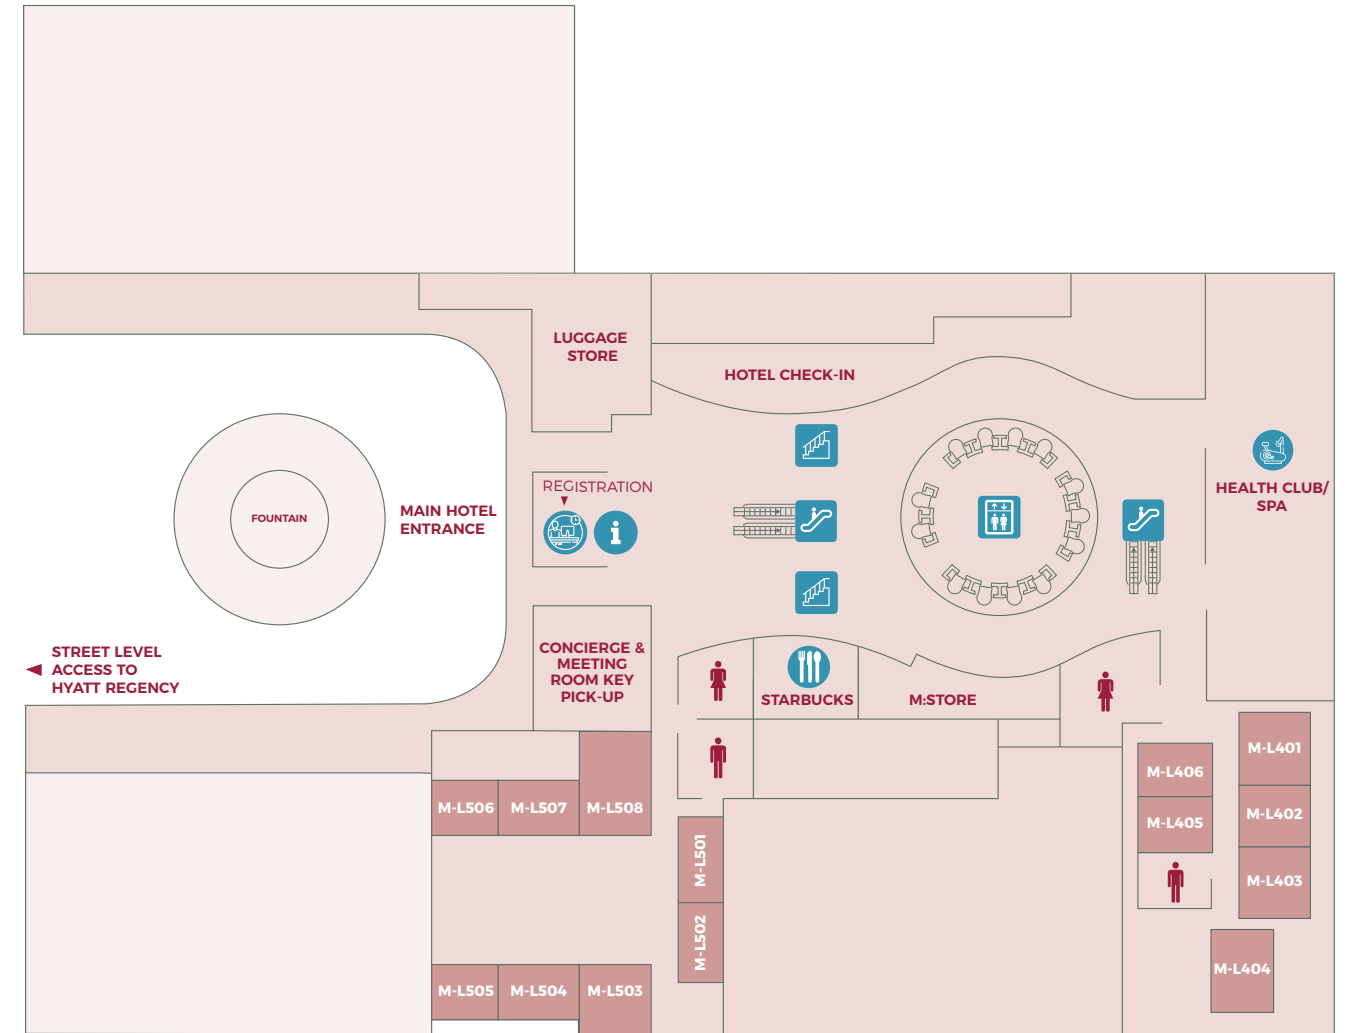 LUGGAGE
STORE
HOTEL CHECK-IN
REGISTRATION
i
HEALTH CLUB/
SPA
MAIN HOTEL
ENTRANCE
FOUNTAIN
STREET LEVEL
ACCESS TO
HYATT REGENCY
CONCIERGE &
MEETING
ROOM KEY
PICK-UP
STARBUCKS
M:STORE
M-L401
M-L406
M-L402
M-L405
M-L403
M-L404
M-L506
M-L507
M-L508
M-L501
M-L502
M-L505
M-L504
M-L503